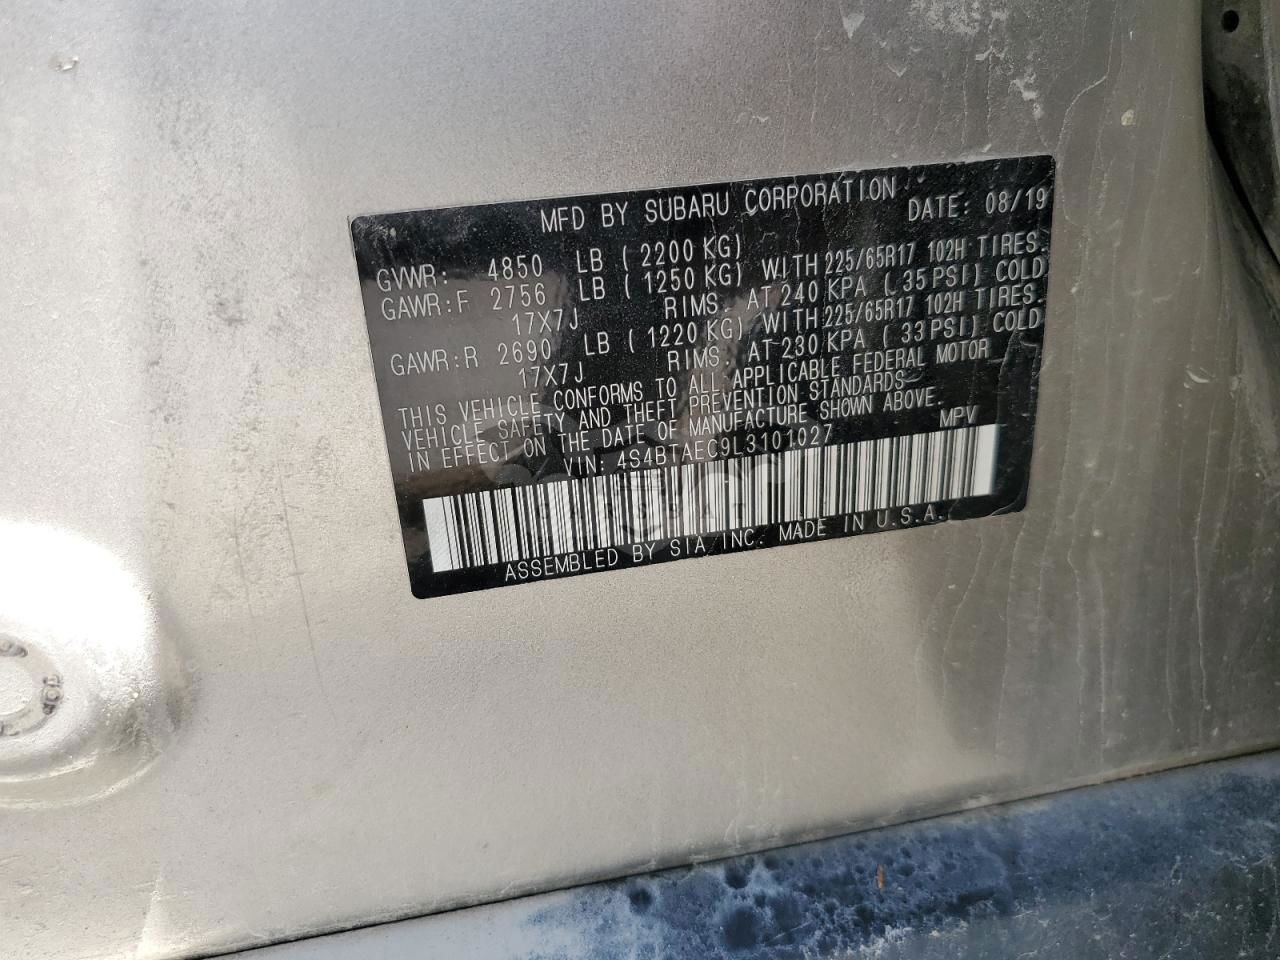 MFD BY SUBARU CORPORATION DATE: 08/19
GVWR: 4850 LB ( 2200 KG)
GAWR:F 2756 LB ( 1250 KG) WITH 225/65R17 102H TIRES.
17X7J RIMS. AT 240 KPA ( 35 PSI) COLD
GAWR:R 2690 LB ( 1220 KG) WITH 225/65R17 102H TIRES.
17X7J RIMS. AT 230 KPA ( 33 PSI) COLD
THIS VEHICLE CONFORMS TO ALL APPLICABLE FEDERAL MOTOR
VEHICLE SAFETY AND THEFT PREVENTION STANDARDS
IN EFFECT ON THE DATE OF MANUFACTURE SHOWN ABOVE.
VIN: 4S4BTAEC9L3101027 MPV
ASSEMBLED BY SIA INC. MADE IN U.S.A.